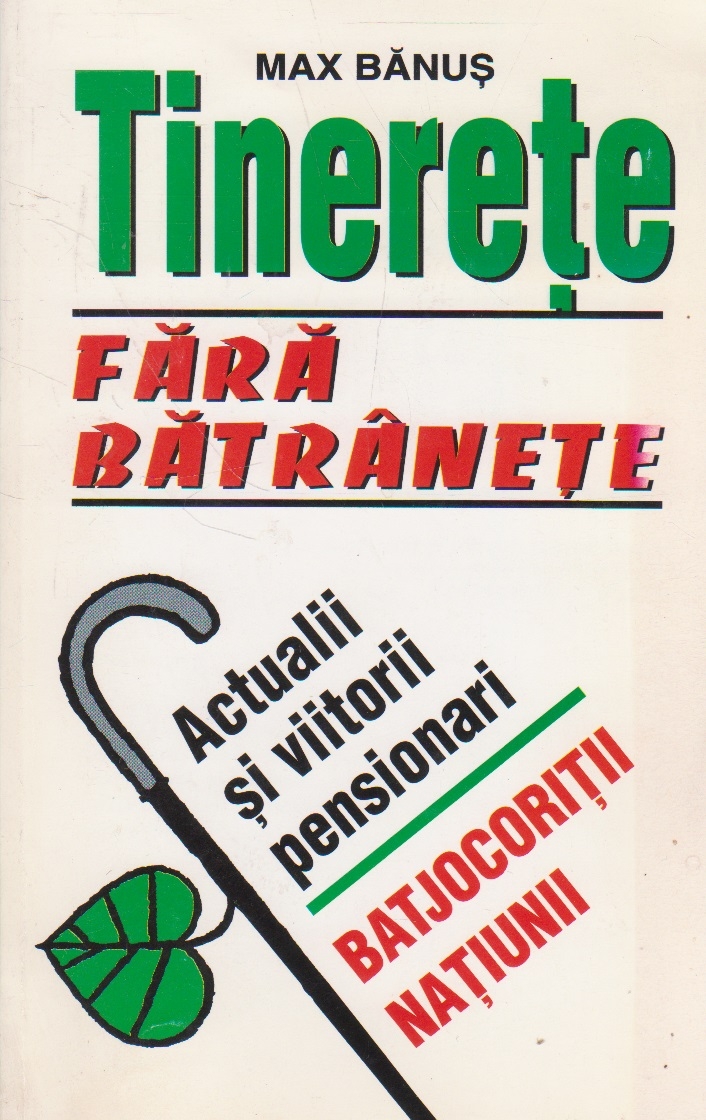 MAX BĂNUȘ
Tinerețe
FĂRĂ
BĂTRÂNEȚE
Actualii
și viitorii
pensionari
BATJOCORIȚII
NAȚIUNII